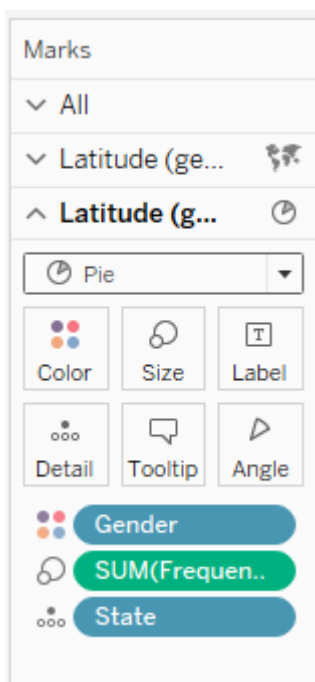 Marks
All
Latitude (ge...
Latitude (g...
Pie
Color Size Label
Detail Tooltip Angle
Gender
SUM(Frequen..
State